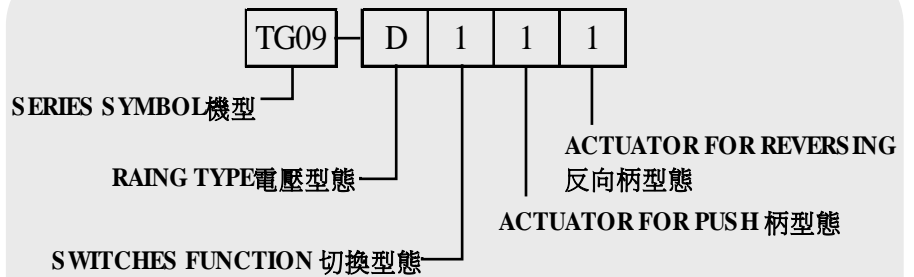 TG09 D 1 1 1
SERIES SYMBOL機型
ACTUATOR FOR REVERSING
反向柄型態
RAING TYPE電壓型態
ACTUATOR FOR PUSH 柄型態
SWITCHES FUNCTION 切換型態